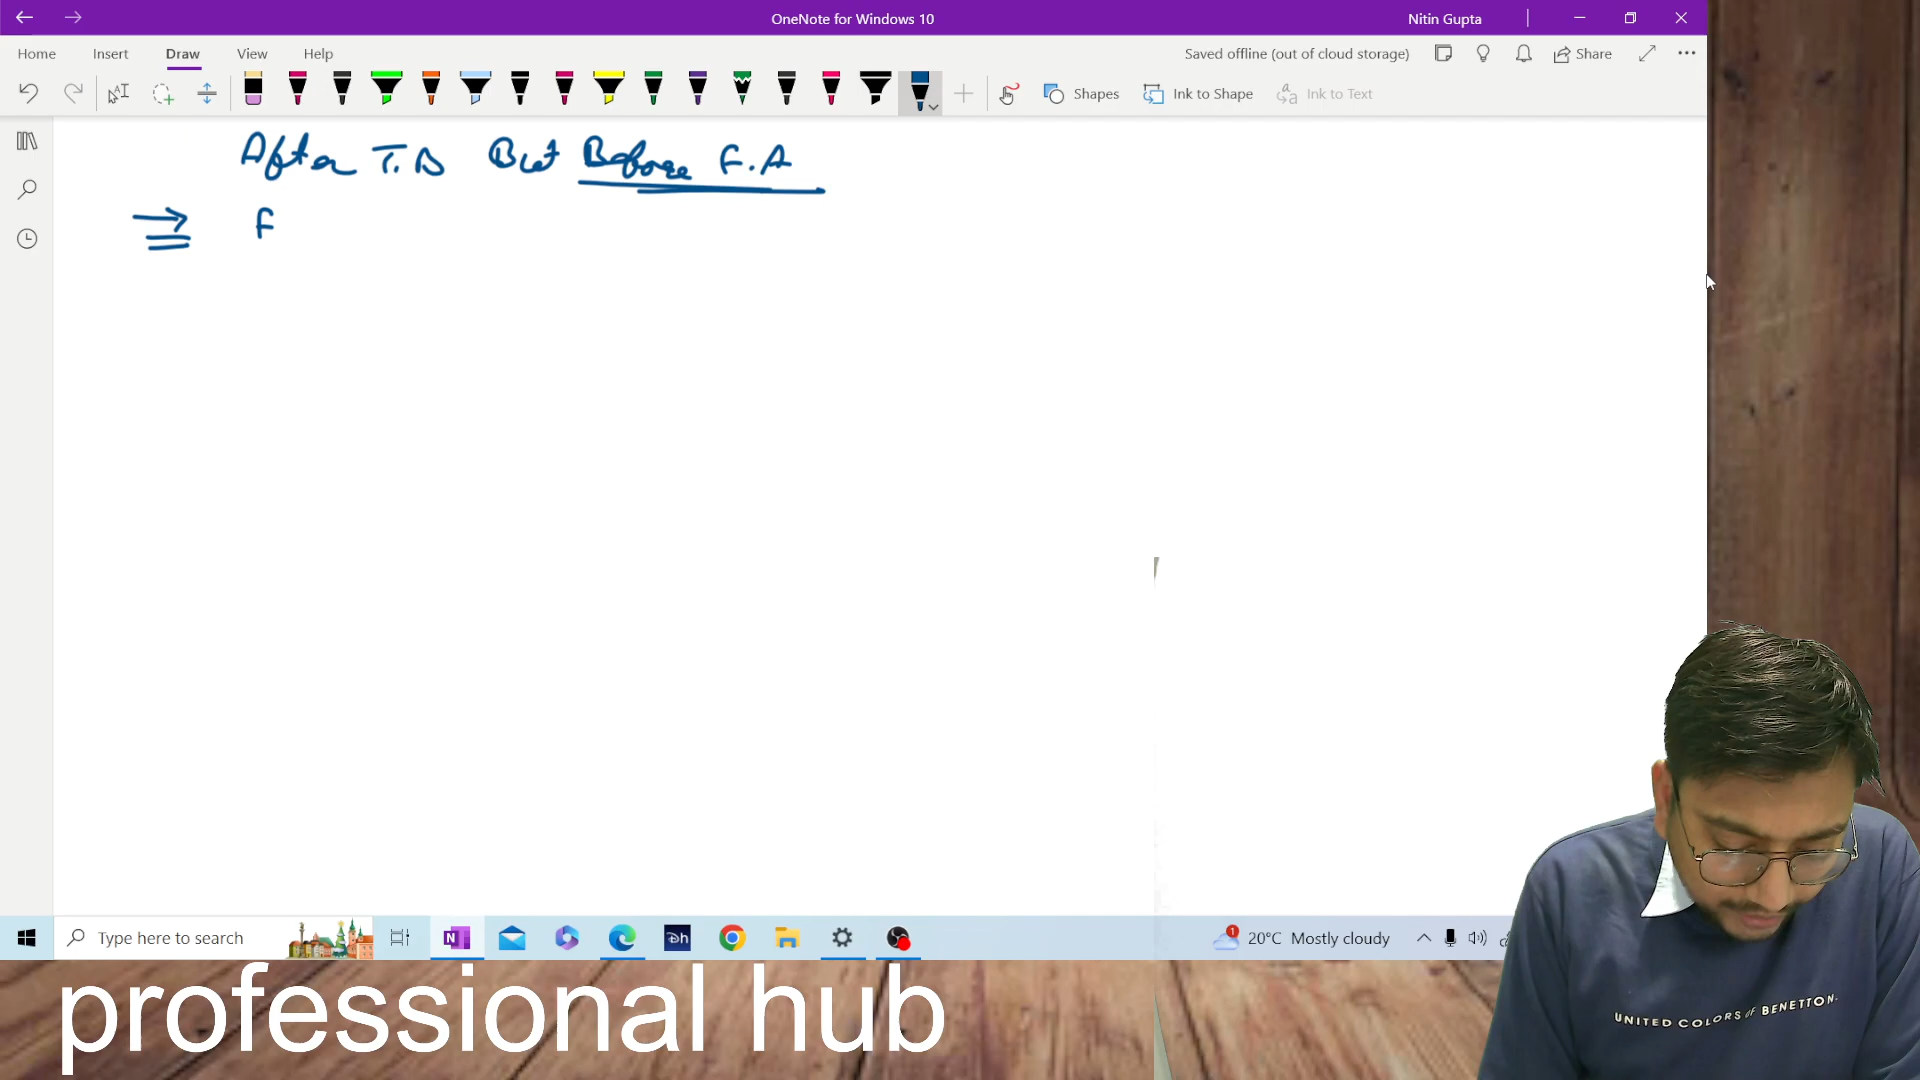 OneNote for Windows 10
Nitin Gupta
Home Insert Draw View Help
Saved offline (out of cloud storage)
Share
Shapes Ink to Shape Ink to Text
After T.B But Before F.A
F
Type here to search
1
20°C Mostly cloudy
professional hub
UNITED COLORS OF BENETTON.